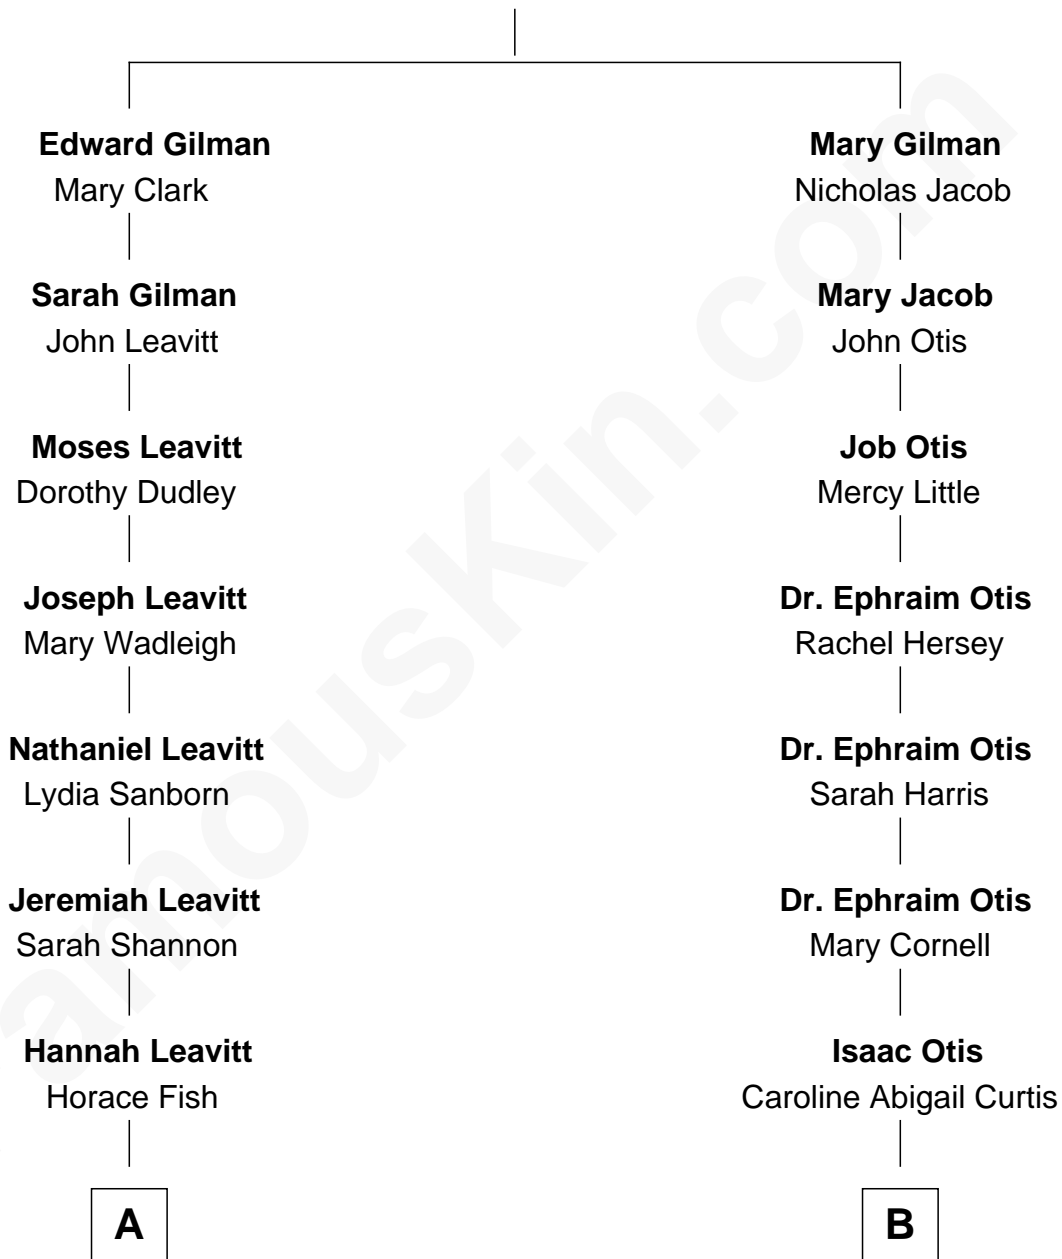 Edward Gilman
Mary Clark
Sarah Gilman
John Leavitt
Moses Leavitt
Dorothy Dudley
Joseph Leavitt
Mary Wadleigh
Nathaniel Leavitt
Lydia Sanborn
Jeremiah Leavitt
Sarah Shannon
Hannah Leavitt
Horace Fish
A
Mary Gilman
Nicholas Jacob
Mary Jacob
John Otis
Job Otis
Mercy Little
Dr. Ephraim Otis
Rachel Hersey
Dr. Ephraim Otis
Sarah Harris
Dr. Ephraim Otis
Mary Cornell
Isaac Otis
Caroline Abigail Curtis
B
amousKin.com